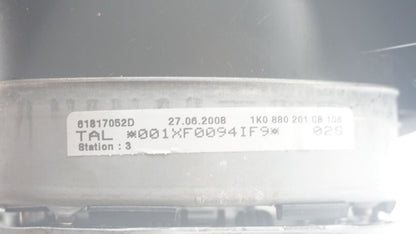 61817052D 27.06.2008 1K0 880 201 CB 1QB
TAL *001XF0094IF9* 02S
Station : 3